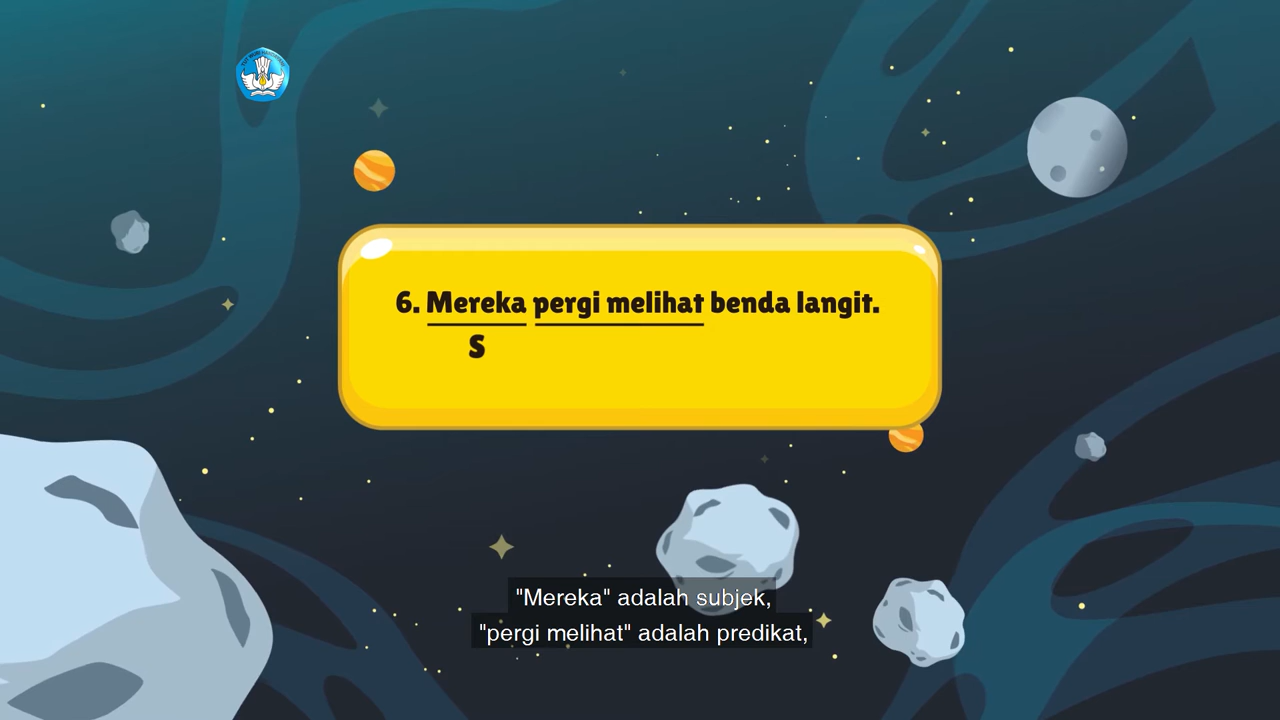 6. Mereka pergi melihat benda langit.
S
"Mereka" adalah subjek,
"pergi melihat" adalah predikat,